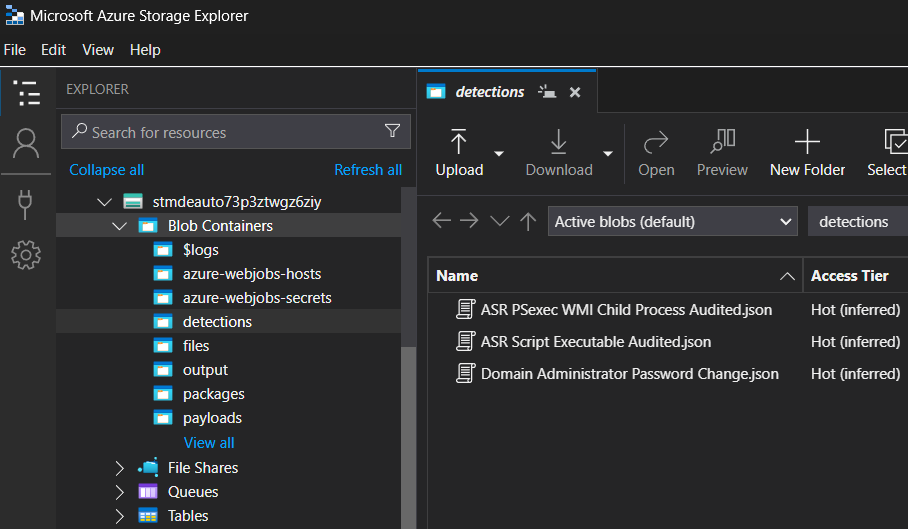 Microsoft Azure Storage Explorer
File Edit View Help
EXPLORER
Search for resources
Collapse all Refresh all
stmdeauto73p3ztwgz6ziy
Blob Containers
$logs
azure-webjobs-hosts
azure-webjobs-secrets
detections
files
output
packages
payloads
View all
File Shares
Queues
Tables
detections
Upload Download Open Preview New Folder Select
Active blobs (default) detections
Name Access Tier
ASR PSexec WMI Child Process Audited.json Hot (inferred)
ASR Script Executable Audited.json Hot (inferred)
Domain Administrator Password Change.json Hot (inferred)